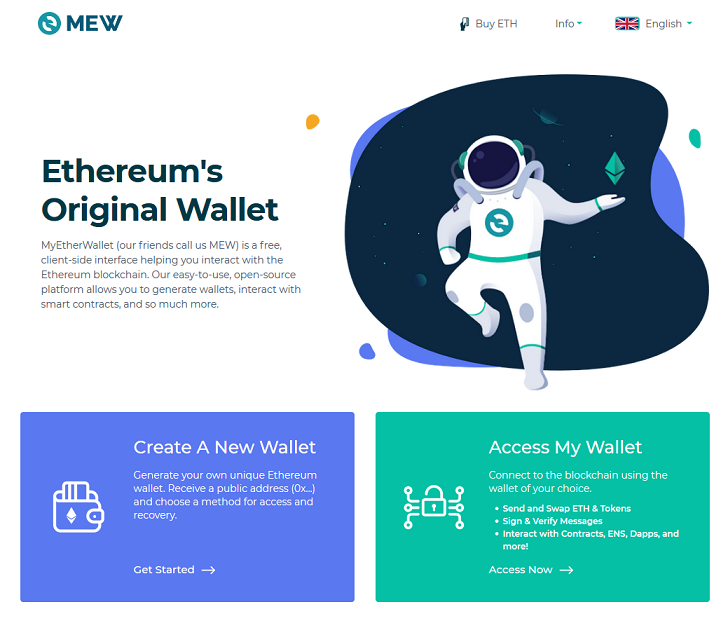 MEW
Buy ETH
Info
English
Ethereum's
Original Wallet
MyEtherWallet (our friends call us MEW) is a free,
client-side interface helping you interact with the
Ethereum blockchain. Our easy-to-use, open-source
platform allows you to generate wallets, interact with
smart contracts, and so much more.
Create A New Wallet
Generate your own unique Ethereum
wallet. Receive a public address (0x...)
and choose a method for access and
recovery.
Get Started
Access My Wallet
Connect to the blockchain using the
wallet of your choice.
• Send and Swap ETH & Tokens
• Sign & Verify Messages
• Interact with Contracts, ENS, Dapps, and
more!
Access Now